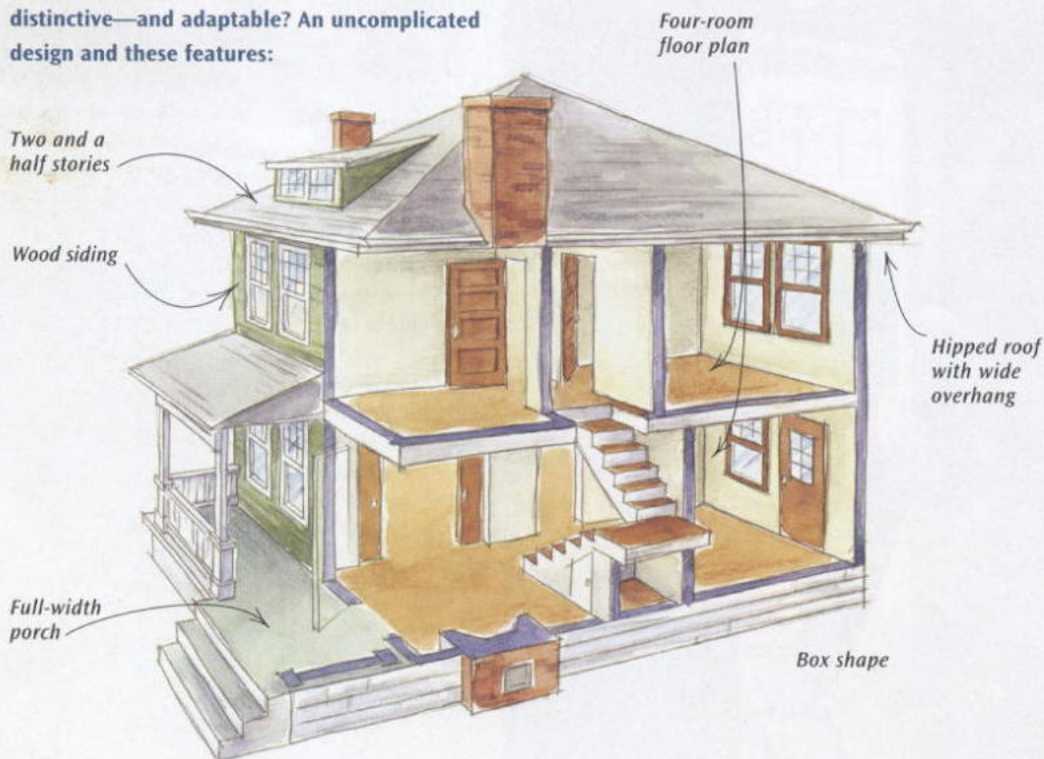 distinctive—and adaptable? An uncomplicated
design and these features:
Four-room
floor plan
Two and a
half stories
Wood siding
Hipped roof
with wide
overhang
Full-width
porch
Box shape